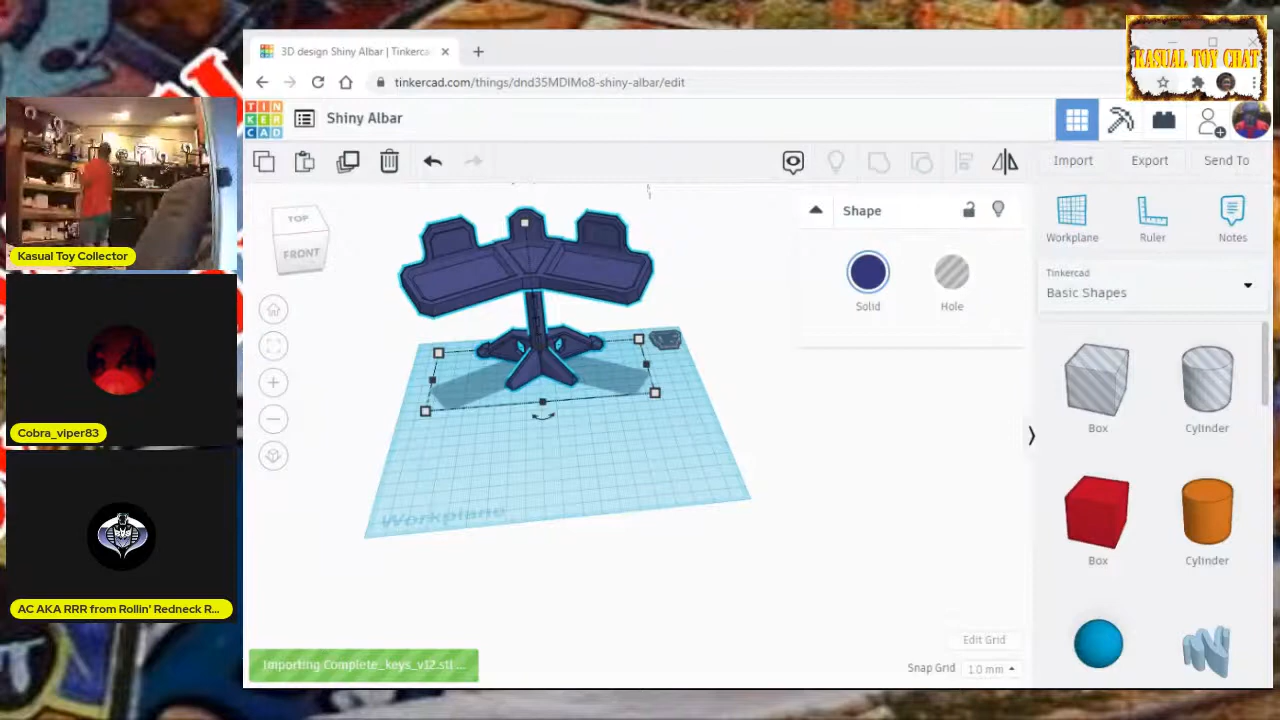 3D design Shiny Albar | Tinkerca
tinkercad.com/things/dnd35MDIMo8-shiny-albar/edit
KASUAL TOY CHAT
TIN
KER
CAD
Shiny Albar
Import
Export
Send To
TOP
FRONT
Shape
Solid
Hole
Workplane
Ruler
Notes
Tinkercad
Basic Shapes
Box
Cylinder
Box
Cylinder
Workplane
Edit Grid
Snap Grid
1.0 mm
Importing Complete_keys_v12.stl ...
Kasual Toy Collector
Cobra_viper83
AC AKA RRR from Rollin' Redneck R...